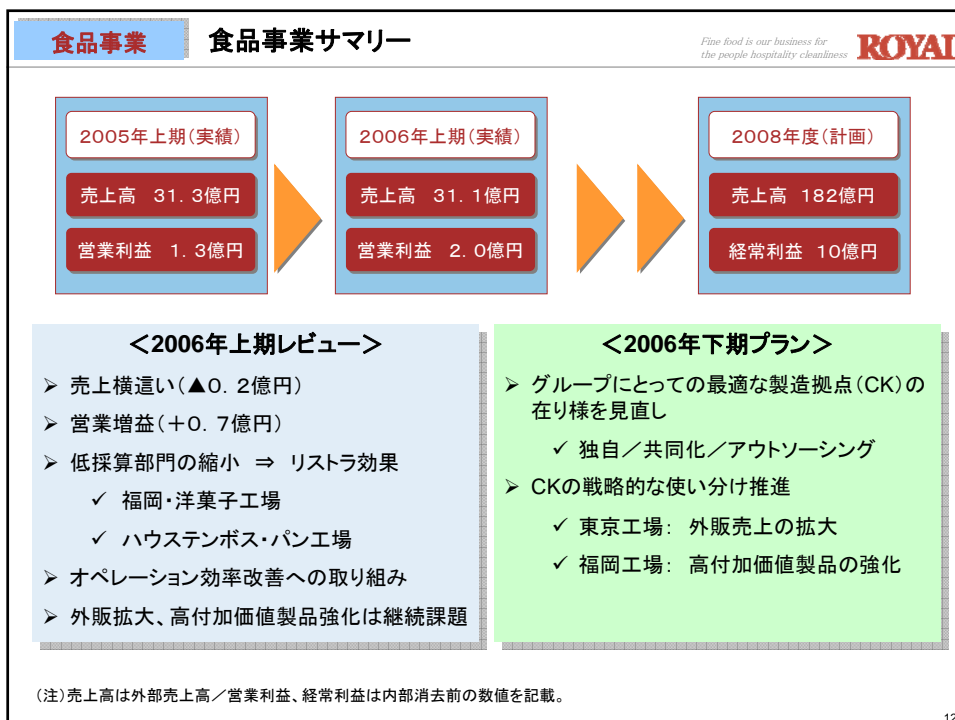 食品事業
食品事業サマリー
Fine food is our business for
the people hospitality cleanliness
ROYAL
2005年上期(実績)
売上高 31.3億円
営業利益 1.3億円
2006年上期(実績)
売上高 31.1億円
営業利益 2.0億円
2008年度(計画)
売上高 182億円
経常利益 10億円
<2006年上期レビュー>
➢ 売上横這い(▲0.2億円)
➢ 営業増益(+0.7億円)
➢ 低採算部門の縮小 ⇒ リストラ効果
✓ 福岡・洋菓子工場
✓ ハウステンボス・パン工場
➢ オペレーション効率改善への取り組み
➢ 外販拡大、高付加価値製品強化は継続課題
<2006年下期プラン>
➢ グループにとっての最適な製造拠点(CK)の
在り様を見直し
✓ 独自/共同化/アウトソーシング
➢ CKの戦略的な使い分け推進
✓ 東京工場: 外販売上の拡大
✓ 福岡工場: 高付加価値製品の強化
(注)売上高は外部売上高/営業利益、経常利益は内部消去前の数値を記載。
12